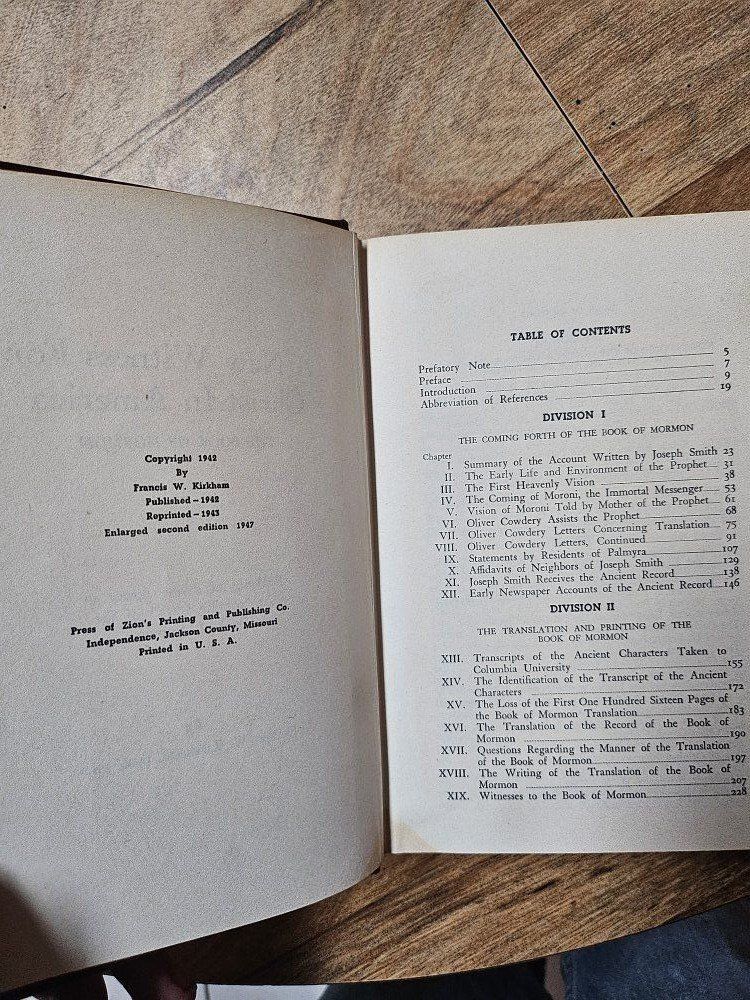 Copyright 1942
By
Francis W. Kirkham
Published—1942
Reprinted—1943
Enlarged second edition 1947
Press of Zion's Printing and Publishing Co.
Independence, Jackson County, Missouri
Printed in U. S. A.
TABLE OF CONTENTS
Prefatory Note 5
Preface 7
Introduction 9
Abbreviation of References 19
DIVISION I
THE COMING FORTH OF THE BOOK OF MORMON
Chapter
I. Summary of the Account Written by Joseph Smith 23
II. The Early Life and Environment of the Prophet 31
III. The First Heavenly Vision 38
IV. The Coming of Moroni, the Immortal Messenger 53
V. Vision of Moroni Told by Mother of the Prophet 61
VI. Oliver Cowdery Assists the Prophet 68
VII. Oliver Cowdery Letters Concerning Translation 75
VIII. Oliver Cowdery Letters, Continued 91
IX. Statements by Residents of Palmyra 107
X. Affidavits of Neighbors of Joseph Smith 129
XI. Joseph Smith Receives the Ancient Record 138
XII. Early Newspaper Accounts of the Ancient Record 146
DIVISION II
THE TRANSLATION AND PRINTING OF THE
BOOK OF MORMON
XIII. Transcripts of the Ancient Characters Taken to
Columbia University 155
XIV. The Identification of the Transcript of the Ancient
Characters 172
XV. The Loss of the First One Hundred Sixteen Pages of
the Book of Mormon Translation 183
XVI. The Translation of the Record of the Book of
Mormon 190
XVII. Questions Regarding the Manner of the Translation
of the Book of Mormon 197
XVIII. The Writing of the Translation of the Book of
Mormon 207
XIX. Witnesses to the Book of Mormon 228